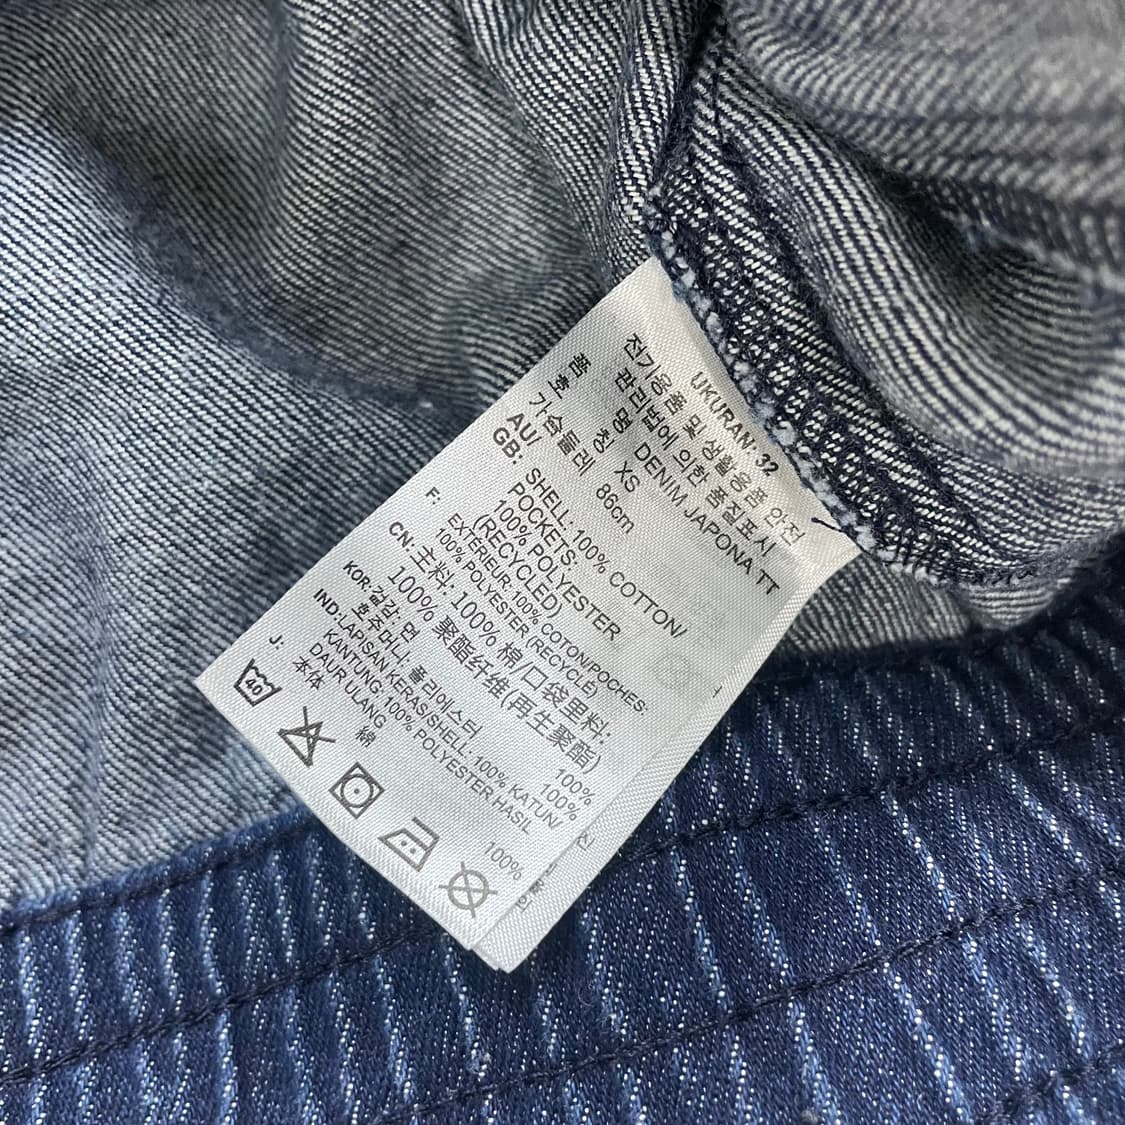 UKURAN: 32
전기용품 및 생활용품 안전
관리법에 의한 품질표시
품명 DENIM JAPONA TT
호칭 XS
가슴둘레 86cm
AU/
GB: SHELL: 100% COTTON/
POCKETS:
100% POLYESTER
(RECYCLED)
F: EXTERIEUR: 100% COTON/POCHES:
100% POLYESTER (RECYCLE)
CN: 主料: 100% 棉/口袋里料:
100% 聚酯纤维(再生聚酯)
KOR: 겉감: 면 100%
주머니: 폴리에스터 100%
IND: LAPISAN KERAS/SHELL: 100% KATUN/
KANTUNG: 100% POLYESTER HASIL
DAUR ULANG
J: 本体 綿 100%
40